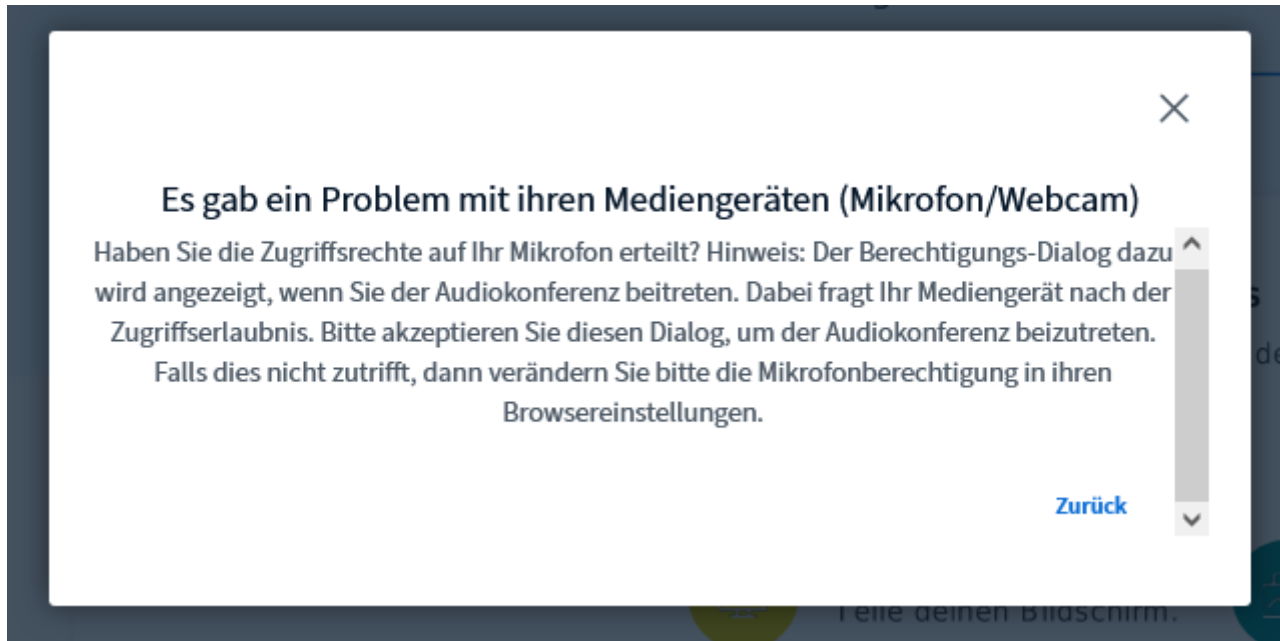 Es gab ein Problem mit ihren Mediengeräten (Mikrofon/Webcam)
Haben Sie die Zugriffsrechte auf Ihr Mikrofon erteilt? Hinweis: Der Berechtigungs-Dialog dazu
wird angezeigt, wenn Sie der Audiokonferenz beitreten. Dabei fragt Ihr Mediengerät nach der
Zugriffserlaubnis. Bitte akzeptieren Sie diesen Dialog, um der Audiokonferenz beizutreten.
Falls dies nicht zutrifft, dann verändern Sie bitte die Mikrofonberechtigung in ihren
Browsereinstellungen.
Zurück
Teile deinen Bildschirm.